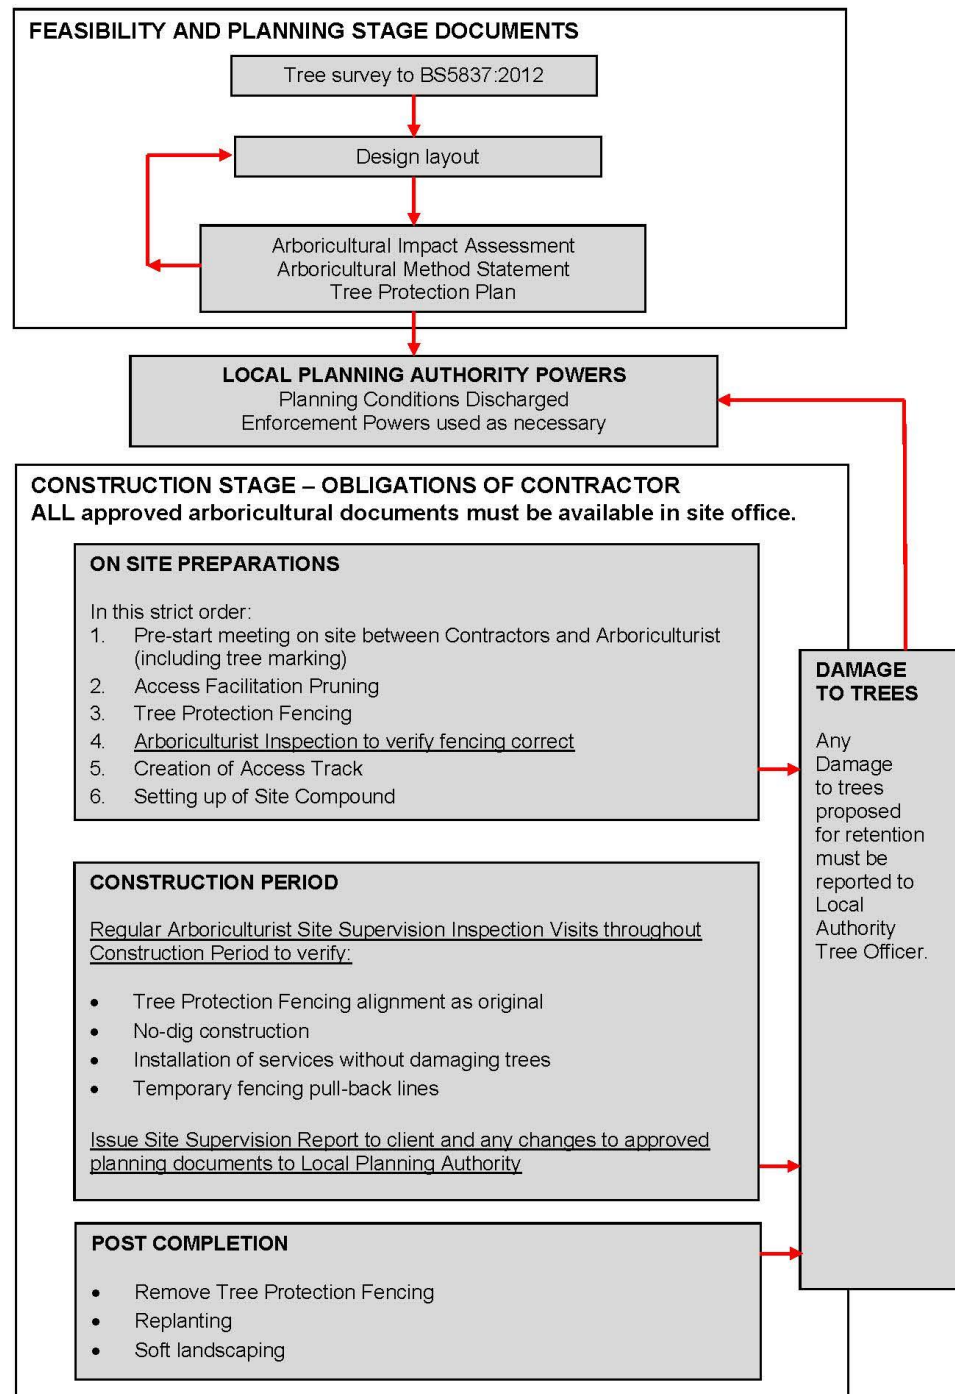 FEASIBILITY AND PLANNING STAGE DOCUMENTS
Tree survey to BS5837:2012
Design layout
Arboricultural Impact Assessment
Arboricultural Method Statement
Tree Protection Plan
LOCAL PLANNING AUTHORITY POWERS
Planning Conditions Discharged
Enforcement Powers used as necessary
CONSTRUCTION STAGE – OBLIGATIONS OF CONTRACTOR
ALL approved arboricultural documents must be available in site office.
ON SITE PREPARATIONS
In this strict order:
1. Pre-start meeting on site between Contractors and Arboriculturist
(including tree marking)
2. Access Facilitation Pruning
3. Tree Protection Fencing
4. Arboriculturist Inspection to verify fencing correct
5. Creation of Access Track
6. Setting up of Site Compound
CONSTRUCTION PERIOD
Regular Arboriculturist Site Supervision Inspection Visits throughout
Construction Period to verify:
• Tree Protection Fencing alignment as original
• No-dig construction
• Installation of services without damaging trees
• Temporary fencing pull-back lines
Issue Site Supervision Report to client and any changes to approved
planning documents to Local Planning Authority
POST COMPLETION
• Remove Tree Protection Fencing
• Replanting
• Soft landscaping
DAMAGE
TO TREES
Any
Damage
to trees
proposed
for retention
must be
reported to
Local
Authority
Tree Officer.